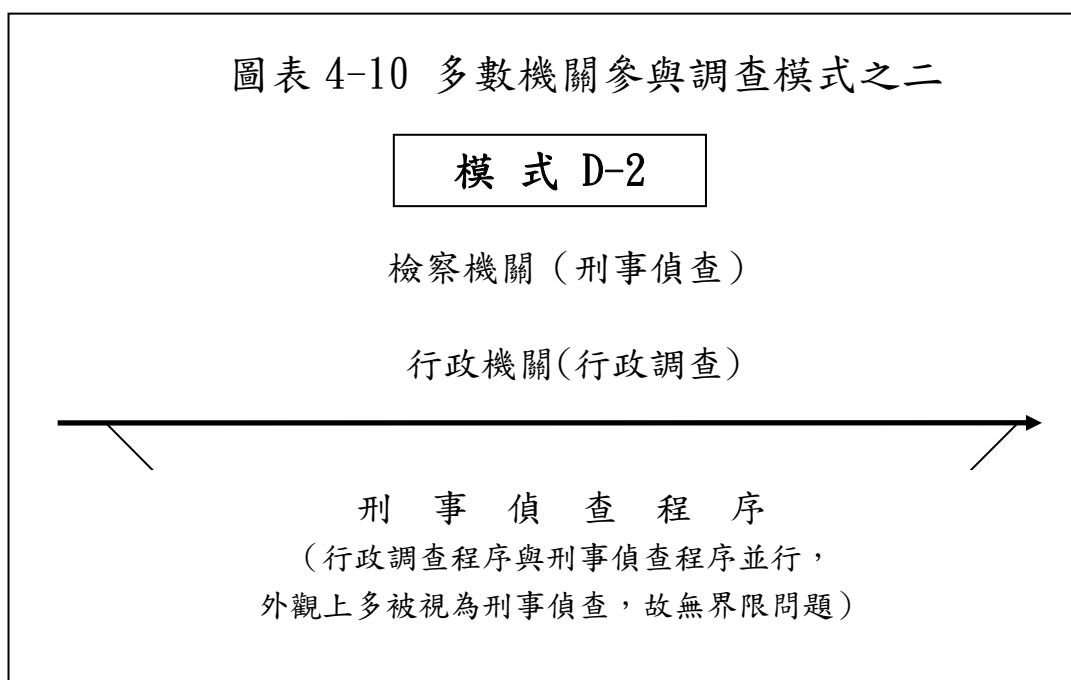 圖表 4-10 多數機關參與調查模式之二
模 式 D-2
檢察機關（刑事偵查）
行政機關(行政調查)
刑 事 偵 查 程 序
（行政調查程序與刑事偵查程序並行，
外觀上多被視為刑事偵查，故無界限問題）